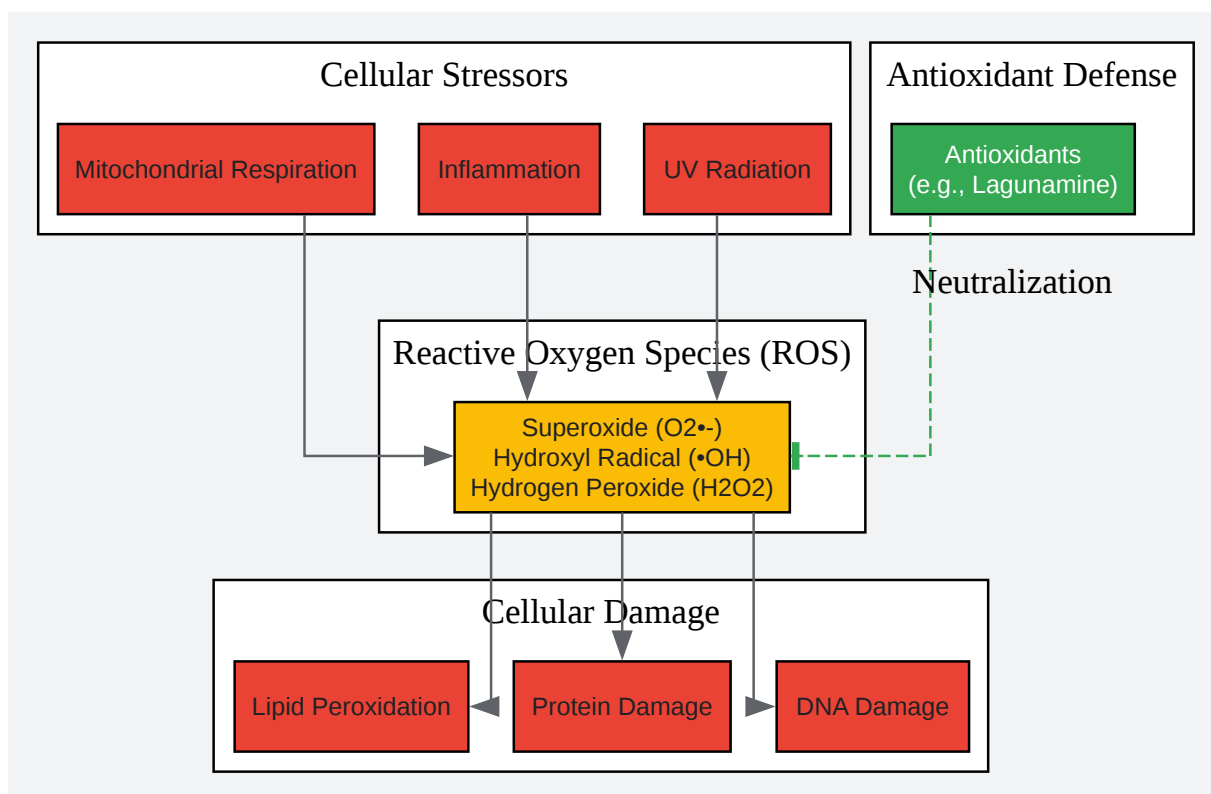 Cellular Stressors
Mitochondrial Respiration
Inflammation
UV Radiation
Antioxidant Defense
Antioxidants
(e.g., Lagunamine)
Neutralization
Reactive Oxygen Species (ROS)
Superoxide (O2•-)
Hydroxyl Radical (•OH)
Hydrogen Peroxide (H2O2)
Cellular Damage
Lipid Peroxidation
Protein Damage
DNA Damage